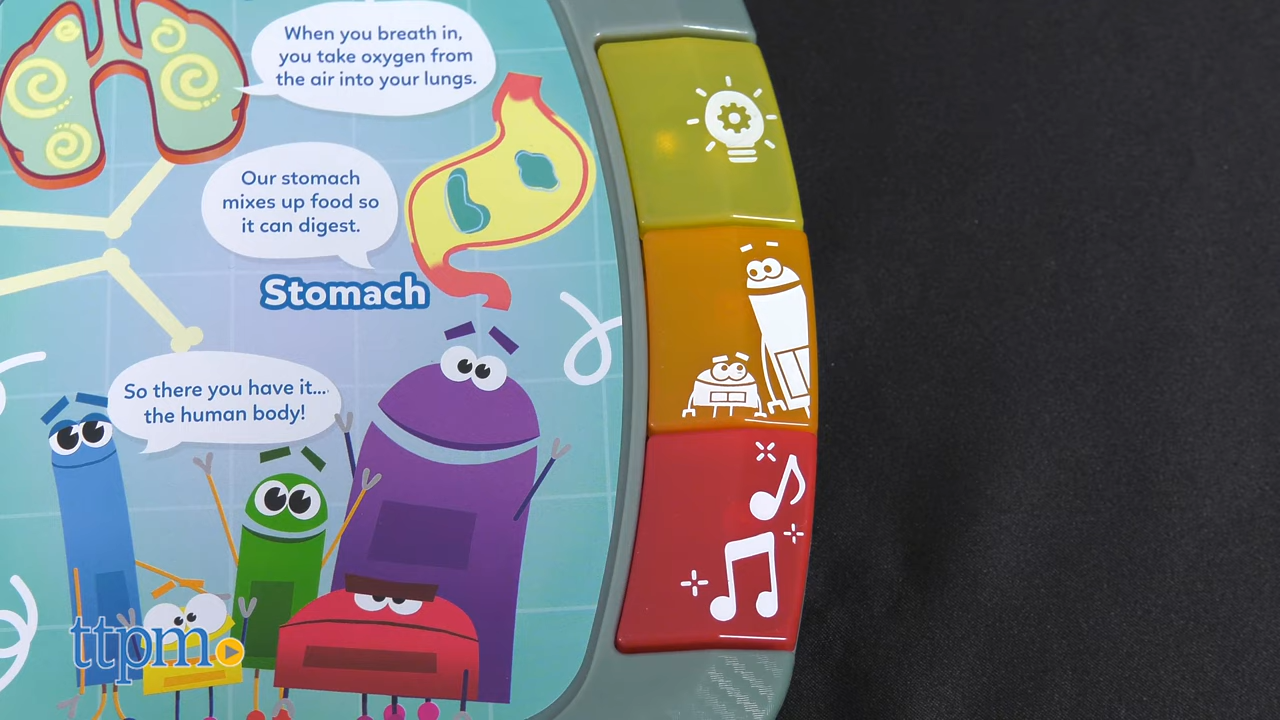 When you breath in,
you take oxygen from
the air into your lungs.
Our stomach
mixes up food so
it can digest.
Stomach
So there you have it...
the human body!
ttpm